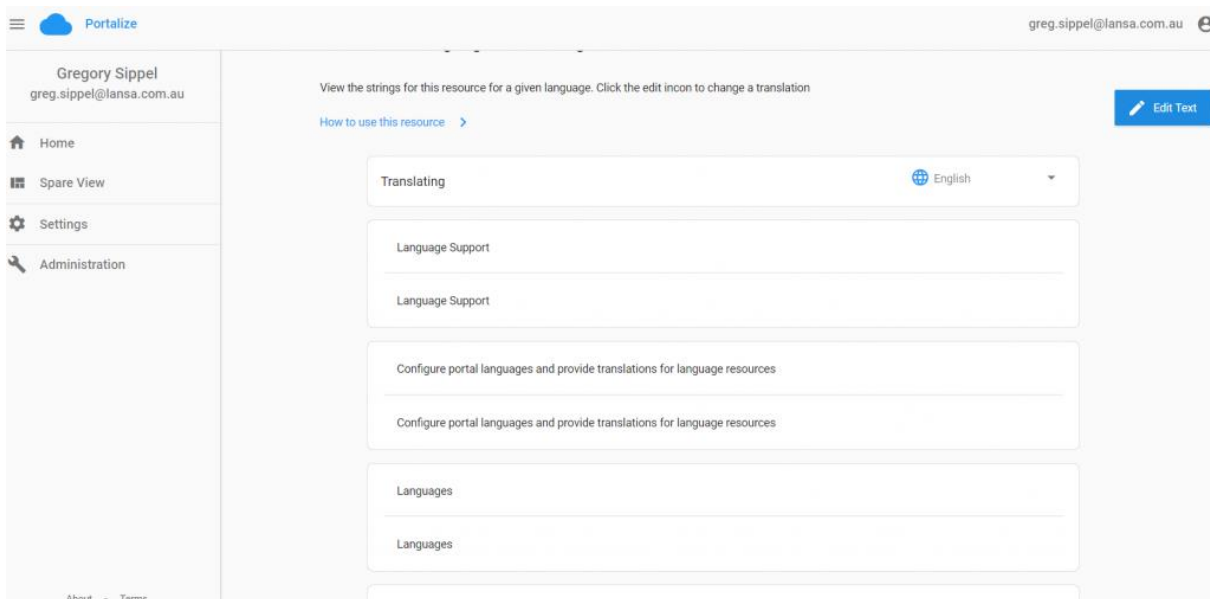 Portalize
greg.sippel@lansa.com.au
Gregory Sippel
greg.sippel@lansa.com.au
Home
Spare View
Settings
Administration
About - Terms
View the strings for this resource for a given language. Click the edit incon to change a translation
How to use this resource
Edit Text
Translating
English
Language Support
Language Support
Configure portal languages and provide translations for language resources
Configure portal languages and provide translations for language resources
Languages
Languages